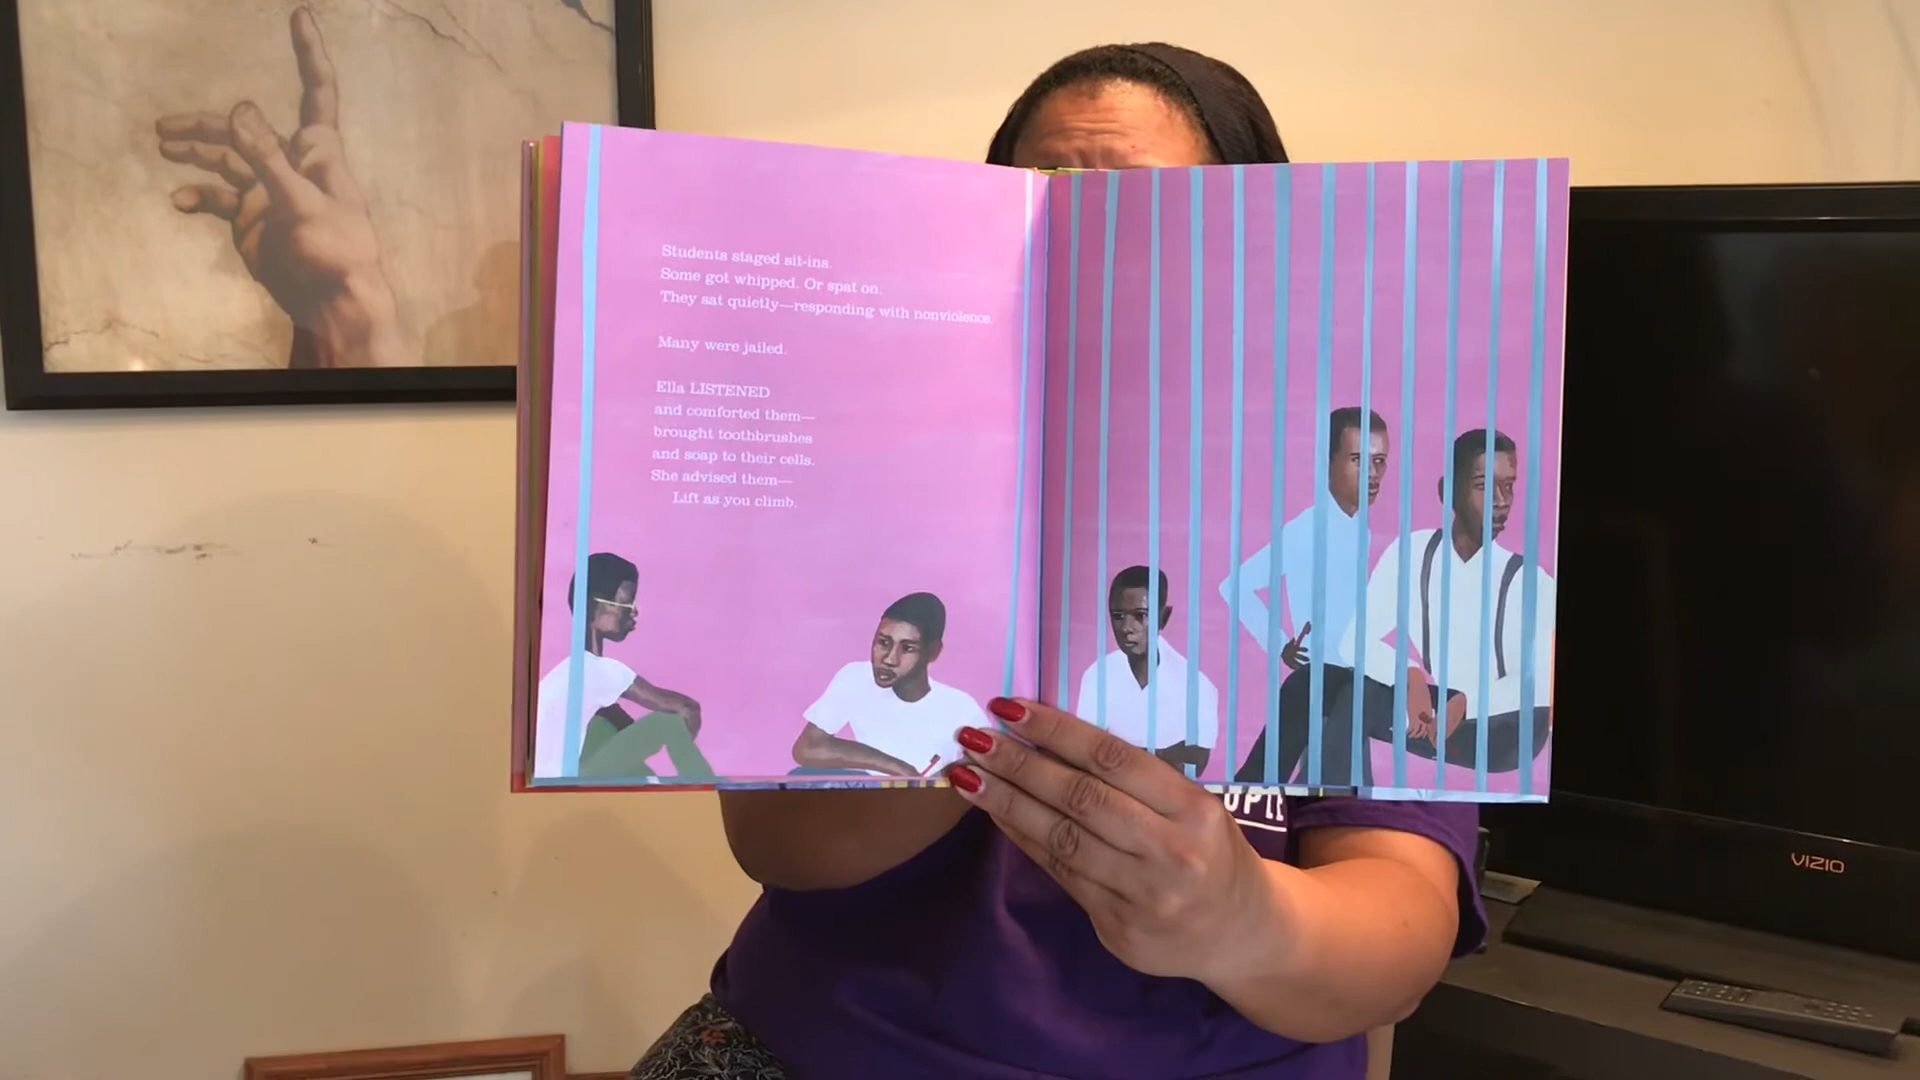 Students staged sit-ins.
Some got whipped. Or spat on.
They sat quietly—responding with nonviolence.
Many were jailed.
Ella LISTENED
and comforted them—
brought toothbrushes
and soap to their cells.
She advised them—
Lift as you climb.
VIZIO